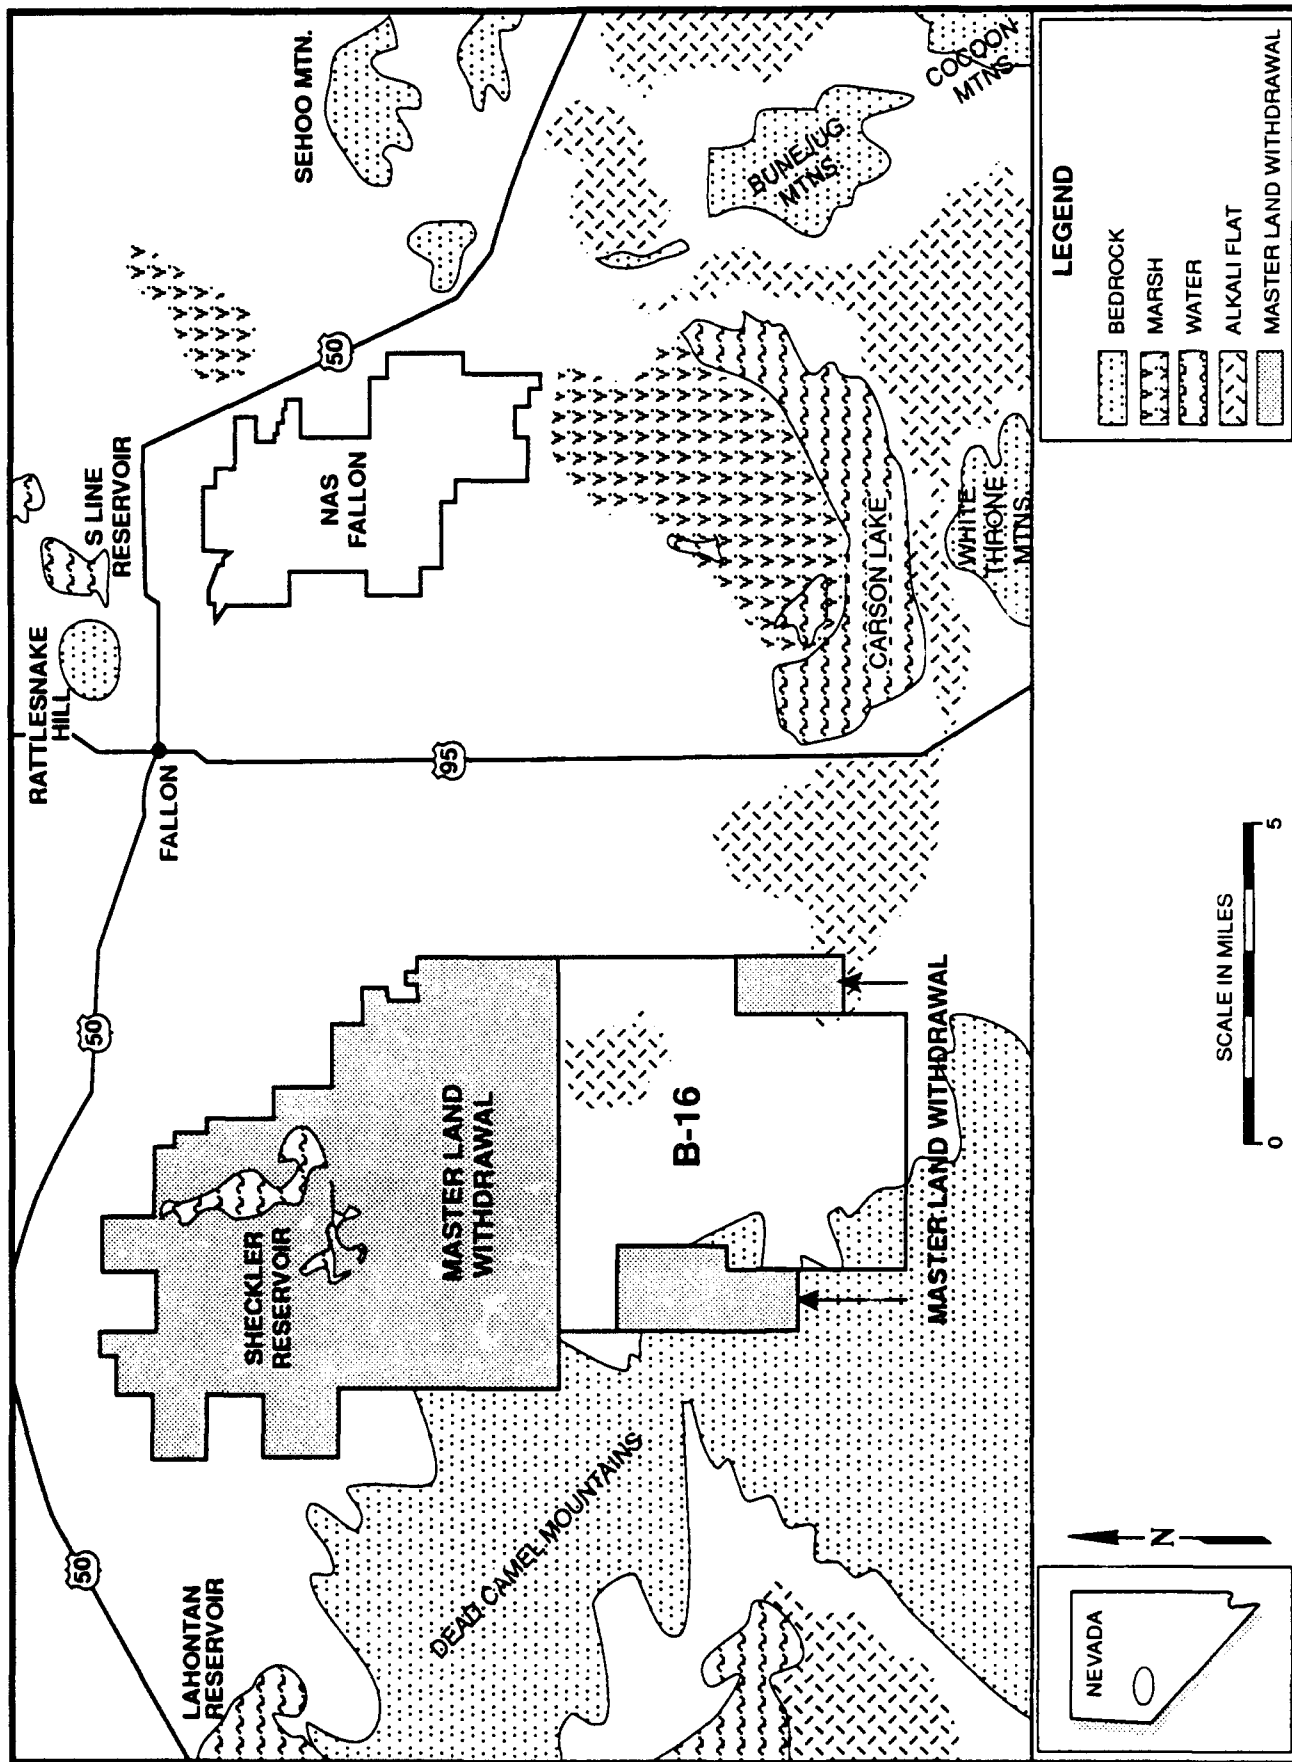 SEHOO MTN.
RATTLESNAKE
HILL
S LINE
RESERVOIR
50
50
FALLON
50
50
LAHONTAN
RESERVOIR
SHECKLER
RESERVOIR
NAS
FALLON
95
MASTER LAND
WITHDRAWAL
DEAD CAMEL MOUNTAINS
B-16
BUNEJUG
MTNS
COCOON
MTNS
CARSON LAKE
WHITE
THRONE
MTNS
MASTER LAND WITHDRAWAL
NEVADA
N
SCALE IN MILES
0
5
LEGEND
BEDROCK
MARSH
WATER
ALKALI FLAT
MASTER LAND WITHDRAWAL